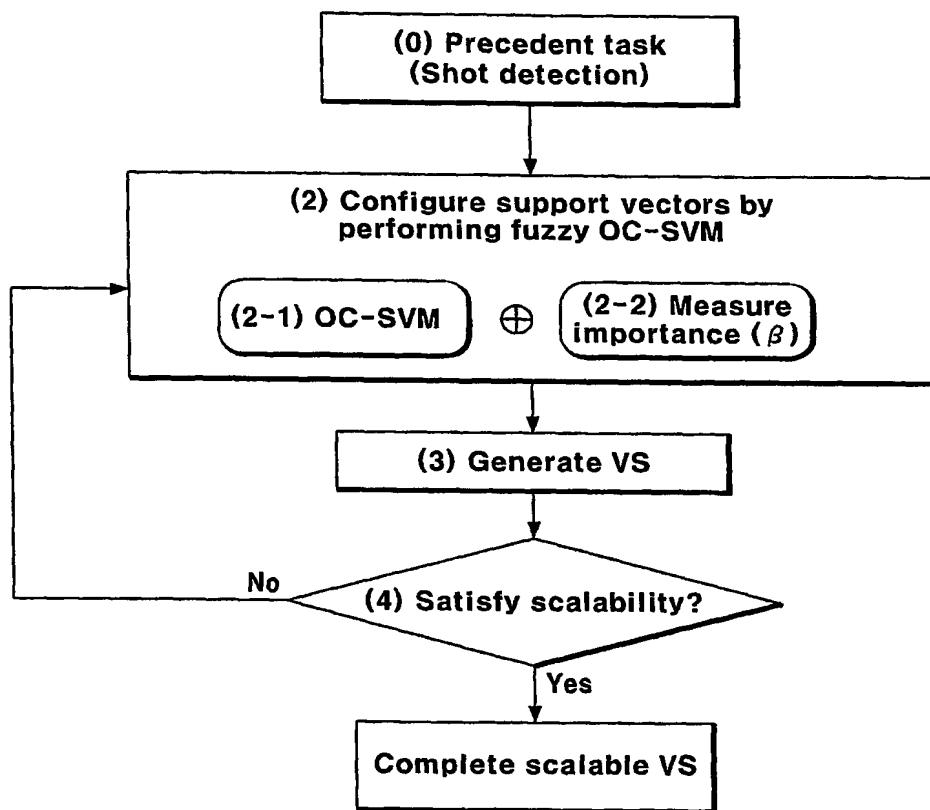 (0) Precedent task
(Shot detection)
(2) Configure support vectors by
performing fuzzy OC-SVM
(2-1) OC-SVM
(2-2) Measure
importance (β)
(3) Generate VS
(4) Satisfy scalability?
No
Yes
Complete scalable VS